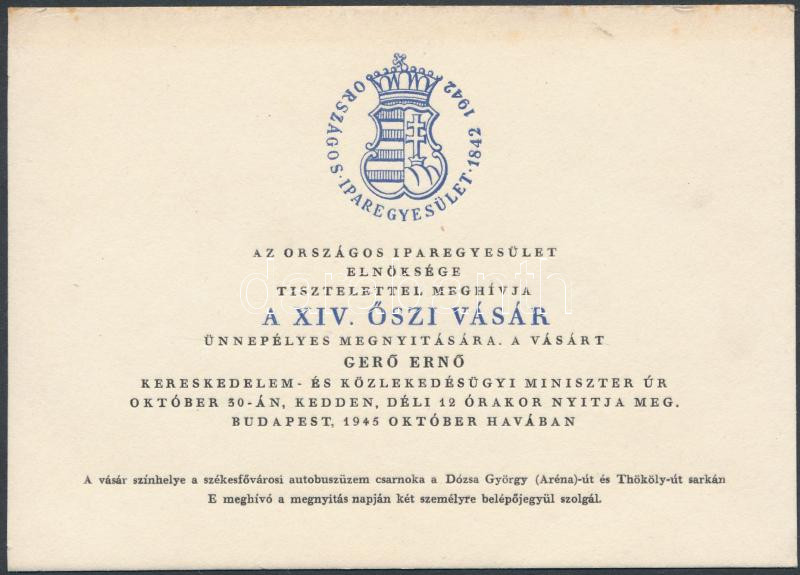 ORSZÁGOS · IPAREGYESÜLET · 1842 1942
AZ ORSZÁGOS IPAREGYESÜLET
ELNÖKSÉGE
TISZTELETTEL MEGHÍVJA
A XIV. ŐSZI VÁSÁR
ÜNNEPÉLYES MEGNYITÁSÁRA. A VÁSÁRT
GERŐ ERNŐ
KERESKEDELEM- ÉS KÖZLEKEDÉSÜGYI MINISZTER ÚR
OKTÓBER 30-ÁN, KEDDEN, DÉLI 12 ÓRAKOR NYITJA MEG.
BUDAPEST, 1945 OKTÓBER HAVÁBAN
A vásár színhelye a székesfővárosi autobuszüzem csarnoka a Dózsa György (Aréna)-út és Thököly-út sarkán
E meghívó a megnyitás napján két személyre belépőjegyül szolgál.